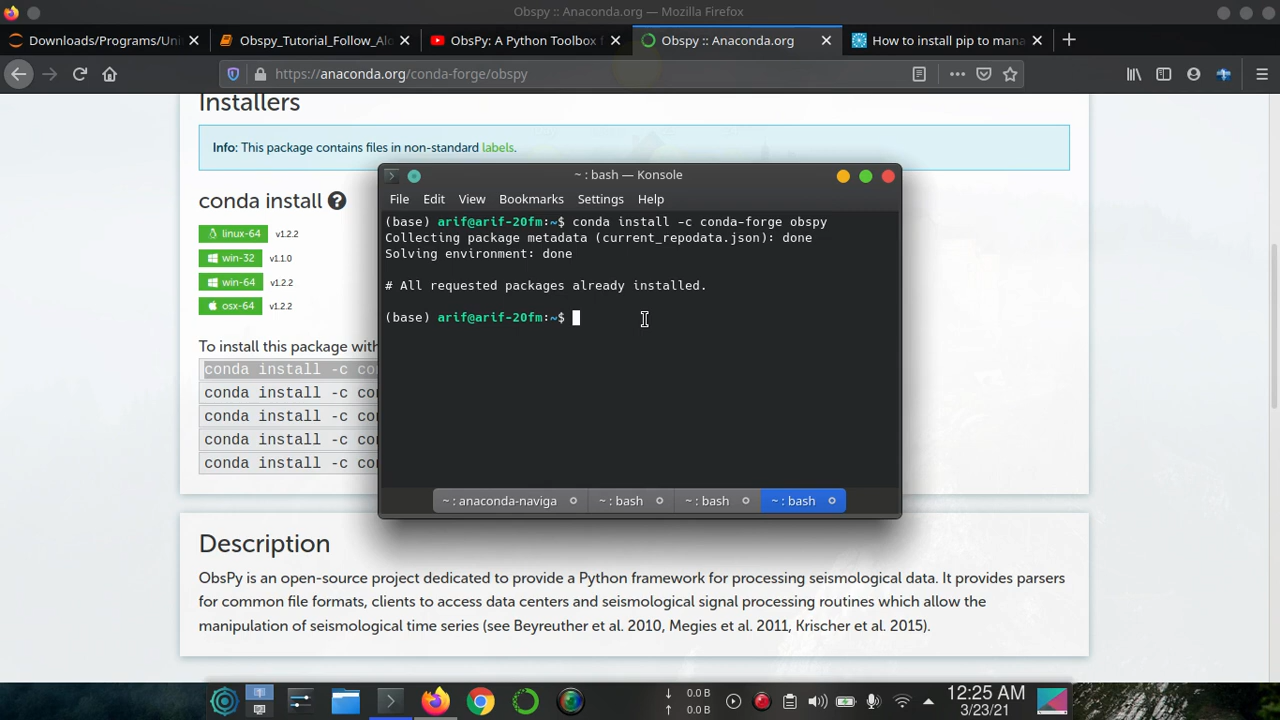 Obspy :: Anaconda.org — Mozilla Firefox
Downloads/Programs/Uni
Obspy_Tutorial_Follow_Alo
ObsPy: A Python Toolbox f
Obspy :: Anaconda.org
How to install pip to mana
https://anaconda.org/conda-forge/obspy
Installers
Info: This package contains files in non-standard labels.
conda install ?
linux-64 v1.2.2
win-32 v1.1.0
win-64 v1.2.2
osx-64 v1.2.2
To install this package with
conda install -c co
conda install -c co
conda install -c co
conda install -c co
conda install -c co
~ : bash — Konsole
File Edit View Bookmarks Settings Help
(base) arif@arif-20fm:~$ conda install -c conda-forge obspy
Collecting package metadata (current_repodata.json): done
Solving environment: done
# All requested packages already installed.
(base) arif@arif-20fm:~$
~ : anaconda-naviga
~ : bash
~ : bash
~ : bash
Description
ObsPy is an open-source project dedicated to provide a Python framework for processing seismological data. It provides parsers
for common file formats, clients to access data centers and seismological signal processing routines which allow the
manipulation of seismological time series (see Beyreuther et al. 2010, Megies et al. 2011, Krischer et al. 2015).
0.0 B
0.0 B
12:25 AM
3/23/21